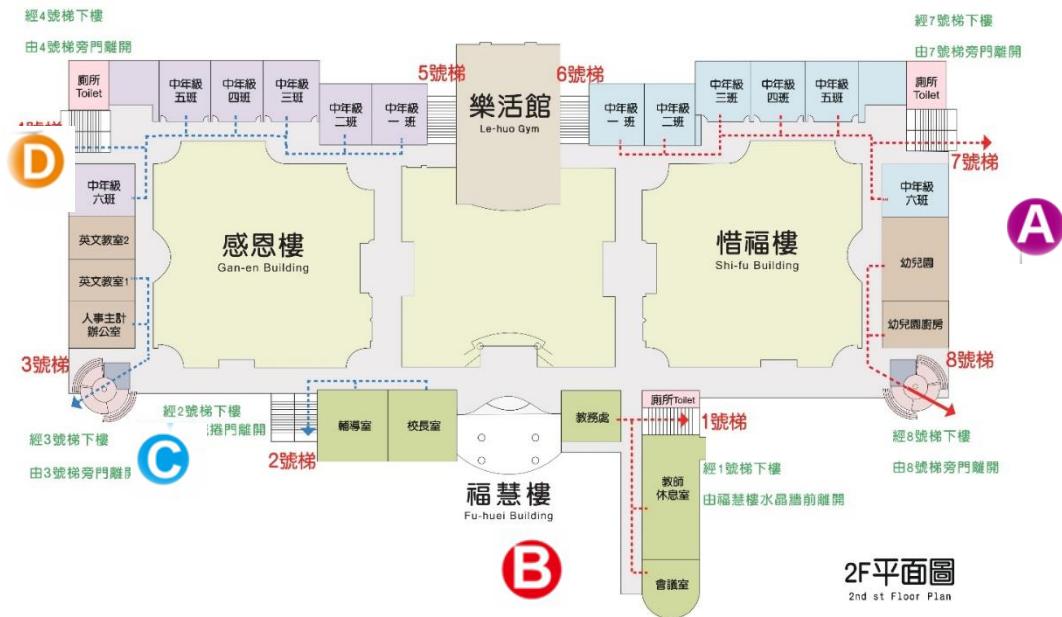 經4號梯下樓
由4號梯旁門離開
經7號梯下樓
由7號梯旁門離開
廁所
Toilet
中年級
五班
中年級
四班
中年級
三班
中年級
二班
中年級
一 班
5號梯
樂活館
Le-huo Gym
6號梯
中年級
一 班
中年級
二班
中年級
三班
中年級
四班
中年級
五班
廁所
Toilet
7號梯
D
中年級
六班
英文教室2
英文教室1
人事主計
辦公室
3號梯
感恩樓
Gan-en Building
惜福樓
Shi-fu Building
中年級
六班
幼兒園
幼兒園廚房
8號梯
A
經3號梯下樓
由3號梯旁門離
C
經2號梯下樓
捲門離開
2號梯
輔導室
校長室
福慧樓
Fu-huei Building
B
教務處
廁所Toilet
1號梯
教師
休息室
會議室
經1號梯下樓
由福慧樓水晶牆前離開
經8號梯下樓
由8號梯旁門離開
2F平面圖
2nd st Floor Plan